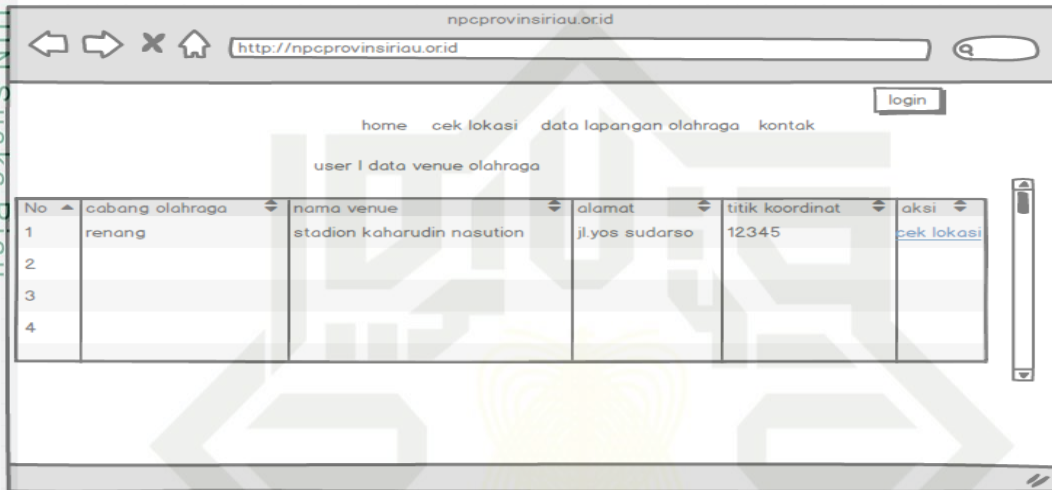 npcprovinsiriau.or.id
http://npcprovinsiriau.or.id
login
home cek lokasi data lapangan olahraga kontak
user | data venue olahraga
No cabang olahraga nama venue alamat titik koordinat aksi
1 renang stadion kaharudin nasution jl.yos sudarso 12345 cek lokasi
2
3
4